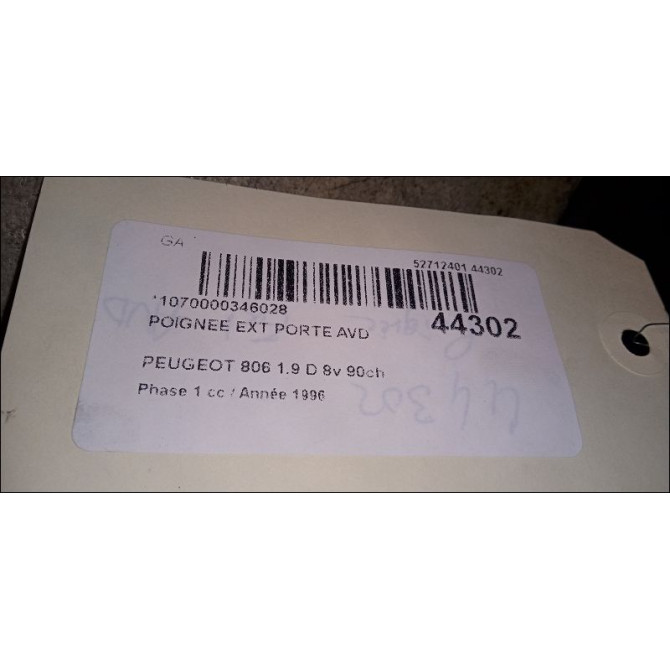 GA
52712401 44302
*1070000346028
44302
POIGNEE EXT PORTE AVD
PEUGEOT 806 1.9 D 8v 90ch
Phase 1 cc / Année 1996
44302